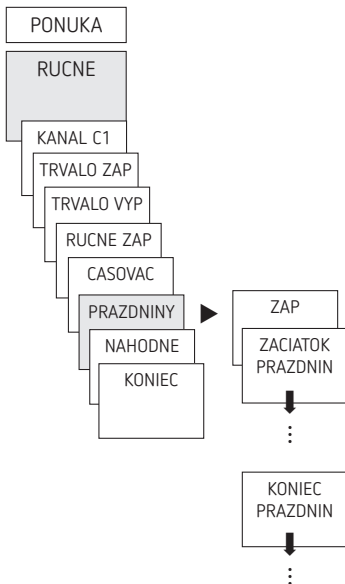 PONUKA
RUCNE
KANAL C1
TRVALO ZAP
TRVALO VYP
RUCNE ZAP
CASOVAC
PRAZDNINY
NAHODNE
KONIEC
ZAP
ZACIATOK
PRAZDNIN
KONIEC
PRAZDNIN